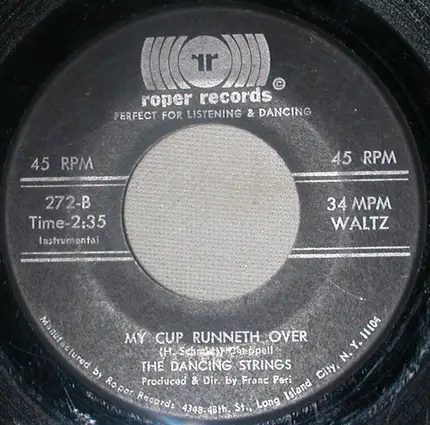 rr
roper records ©
PERFECT FOR LISTENING & DANCING
45 RPM
45 RPM
272-B
Time-2:35
Instrumental
34 MPM
WALTZ
MY CUP RUNNETH OVER
(H. Chappell
THE DANCING STRINGS
Produced & Dir. by Franc Peri
Manufactured by Roper Records 4348-48th. St., Long Island City, N. Y. 11104